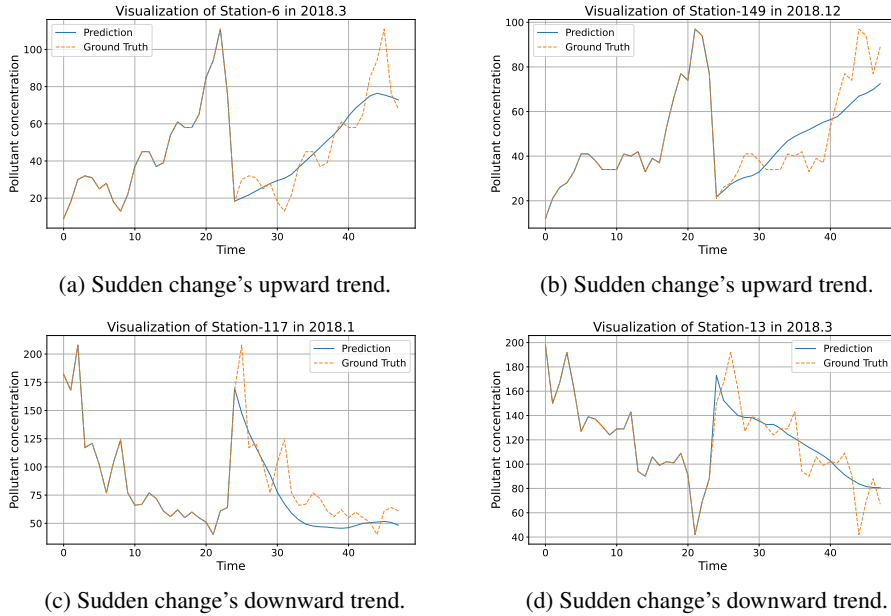 Visualization of Station-6 in 2018.3
Prediction
Ground Truth
Pollutant concentration
100
80
60
40
20
0
10
20
30
40
Time
(a) Sudden change's upward trend.
Visualization of Station-149 in 2018.12
Prediction
Ground Truth
Pollutant concentration
100
80
60
40
20
0
10
20
30
40
Time
(b) Sudden change's upward trend.
Visualization of Station-117 in 2018.1
Prediction
Ground Truth
Pollutant concentration
200
175
150
125
100
75
50
0
10
20
30
40
Time
(c) Sudden change's downward trend.
Visualization of Station-13 in 2018.3
Prediction
Ground Truth
Pollutant concentration
200
180
160
140
120
100
80
60
40
0
10
20
30
40
Time
(d) Sudden change's downward trend.